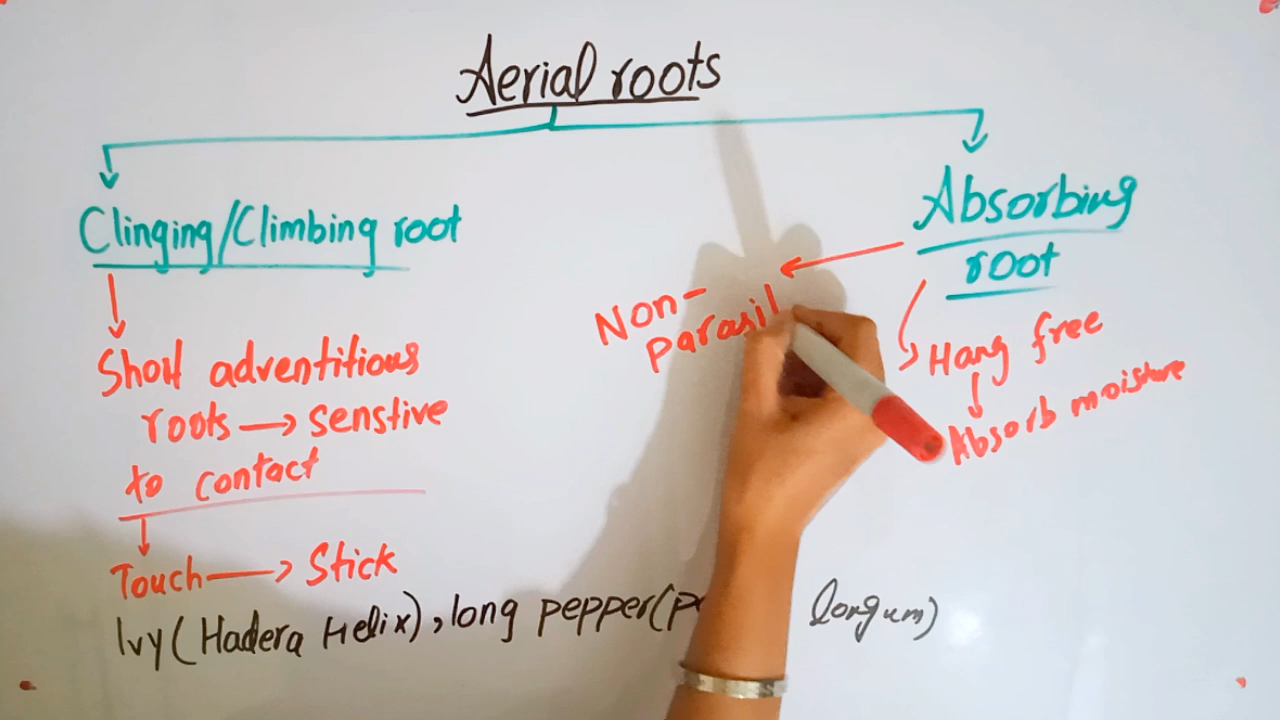 Aerial roots
Clinging/Climbing root
Show adventitious
roots → senstive
to contact
Touch → Stick
Ivy (Hadera Helix), long pepper (
longum)
Absorbing
root
Non-
Hang free
Absorb moisture